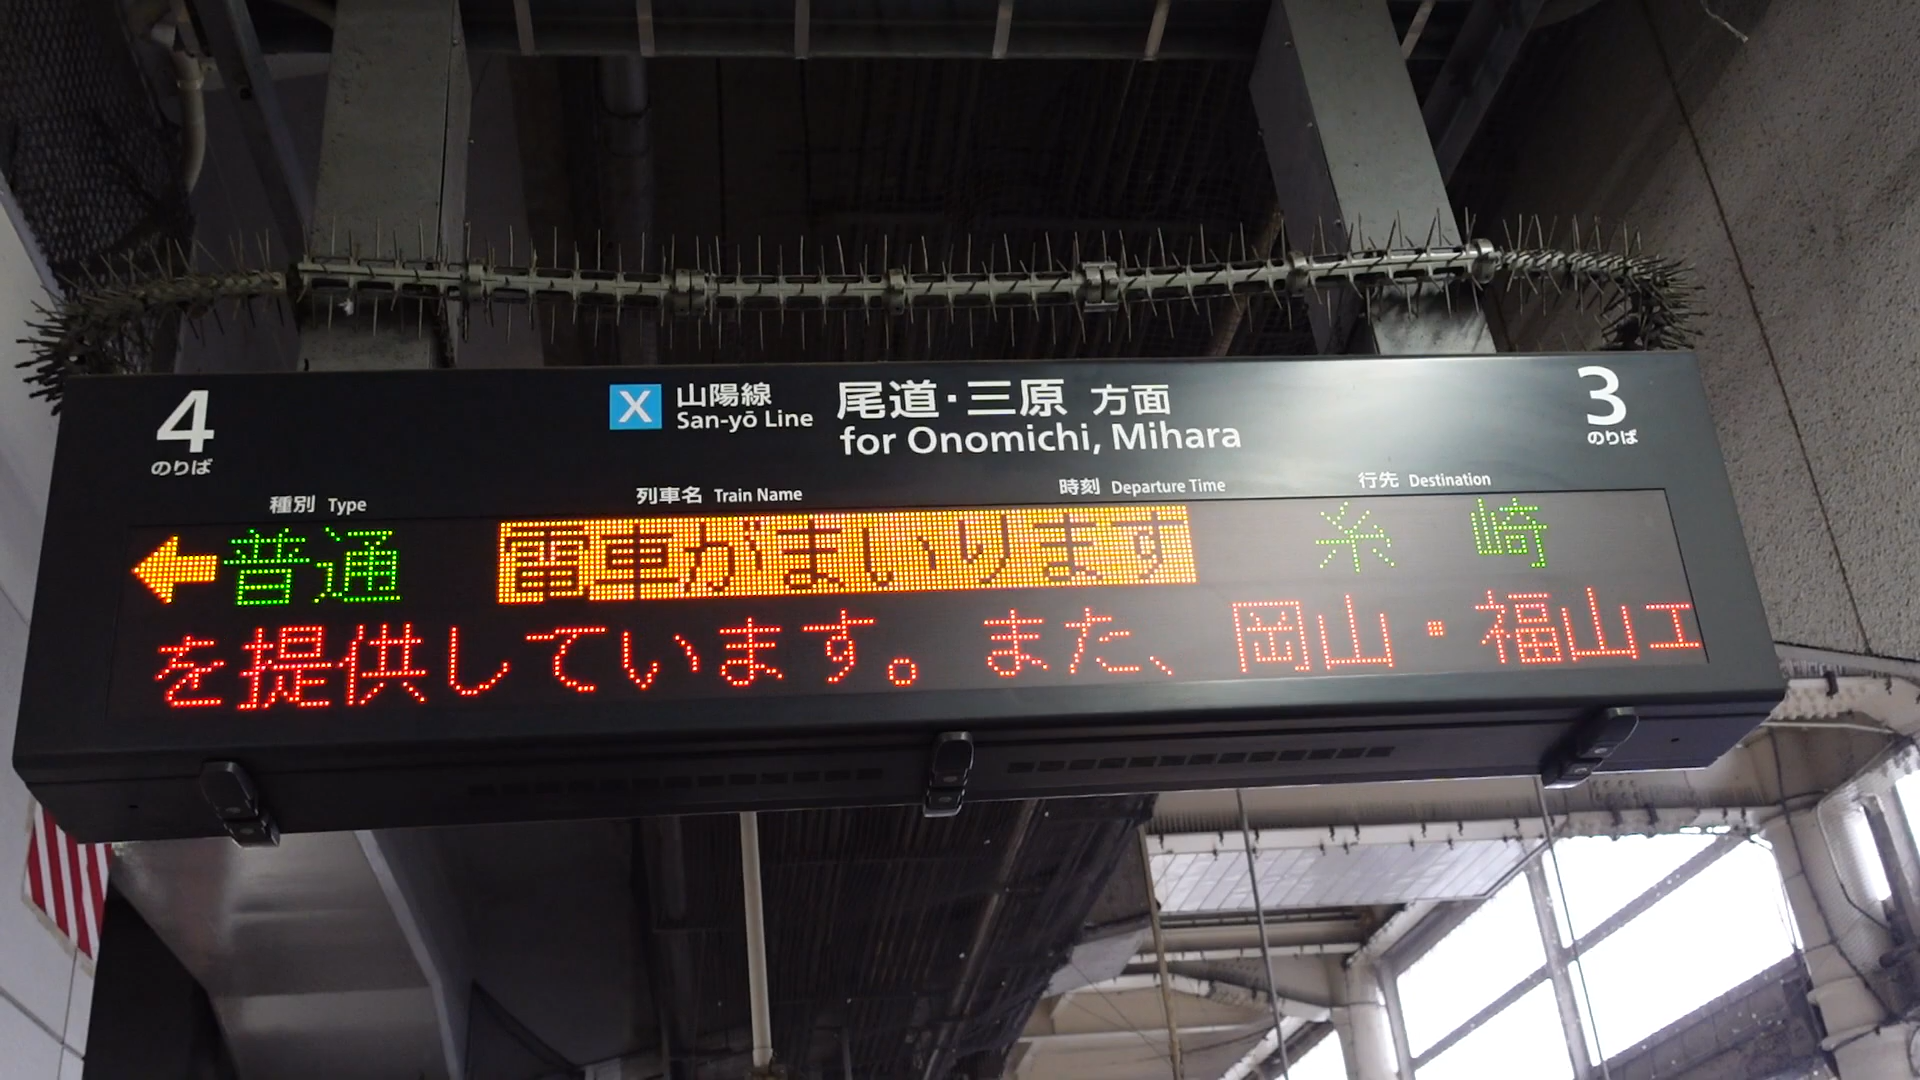 4 のりば
X 山陽線 San-yō Line
尾道・三原 方面
for Onomichi, Mihara
3 のりば
種別 Type 列車名 Train Name 時刻 Departure Time 行先 Destination
←普通 電車がまいります 糸崎
を提供しています。また、岡山・福山エ